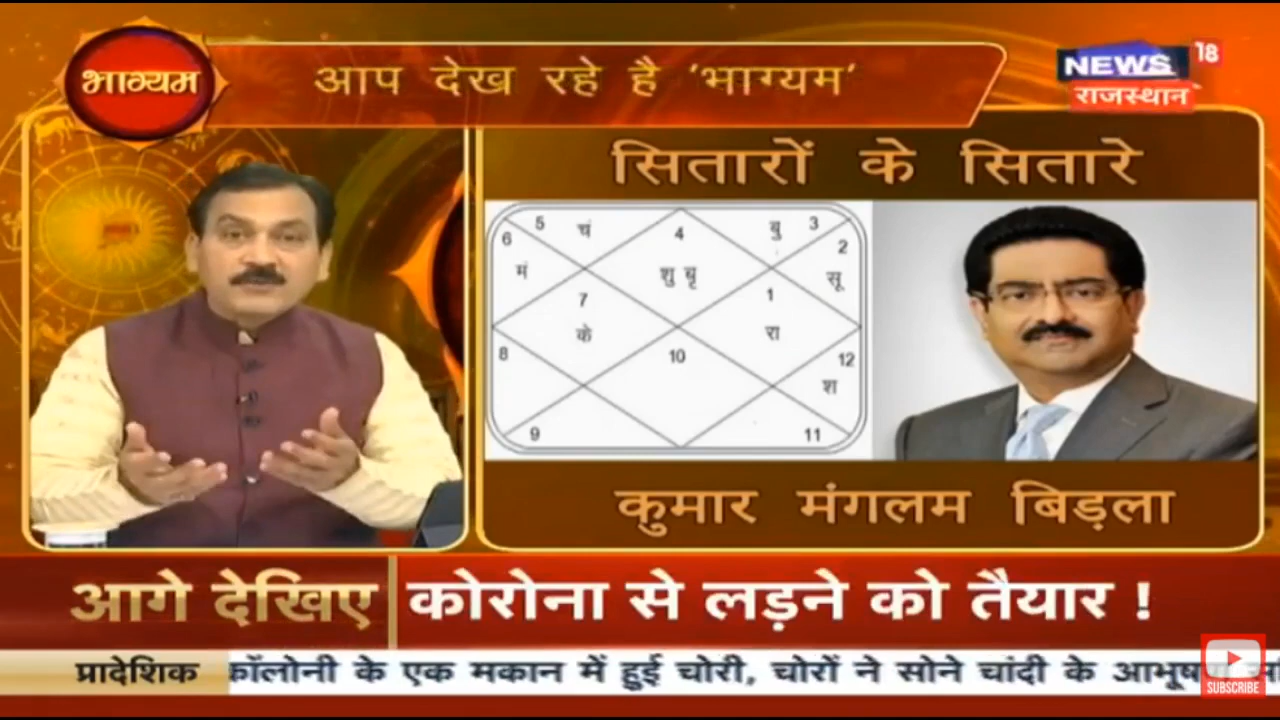 भाग्यम
आप देख रहे है 'भाग्यम'
NEWS 18
राजस्थान
सितारों के सितारे
5 चं 4 बु 3
6 2
मं शु बृ सू
7 1
के रा
8 10 12
श
9 11
कुमार मंगलम बिड़ला
आगे देखिए कोरोना से लड़ने को तैयार !
प्रादेशिक कॉलोनी के एक मकान में हुई चोरी, चोरों ने सोने चांदी के
SUBSCRIBE